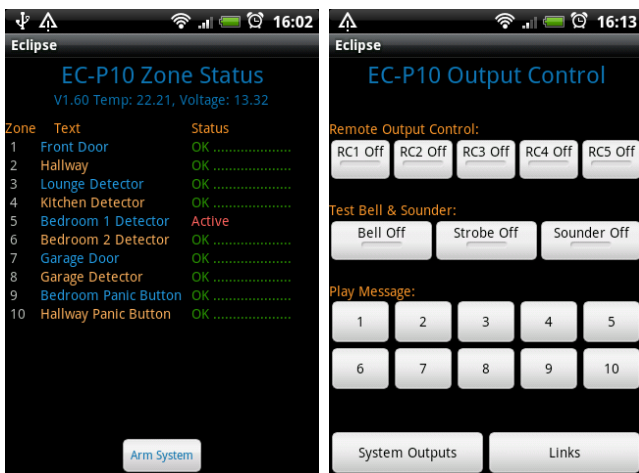 16:02
Eclipse
EC-P10 Zone Status
V1.60 Temp: 22.21, Voltage: 13.32
Zone Text Status
1 Front Door OK ....................
2 Hallway OK ....................
3 Lounge Detector OK ....................
4 Kitchen Detector OK ....................
5 Bedroom 1 Detector Active
6 Bedroom 2 Detector OK ....................
7 Garage Door OK ....................
8 Garage Detector OK ....................
9 Bedroom Panic Button OK ....................
10 Hallway Panic Button OK ....................
Arm System
16:13
Eclipse
EC-P10 Output Control
Remote Output Control:
RC1 Off RC2 Off RC3 Off RC4 Off RC5 Off
Test Bell & Sounder:
Bell Off Strobe Off Sounder Off
Play Message:
1 2 3 4 5
6 7 8 9 10
System Outputs Links